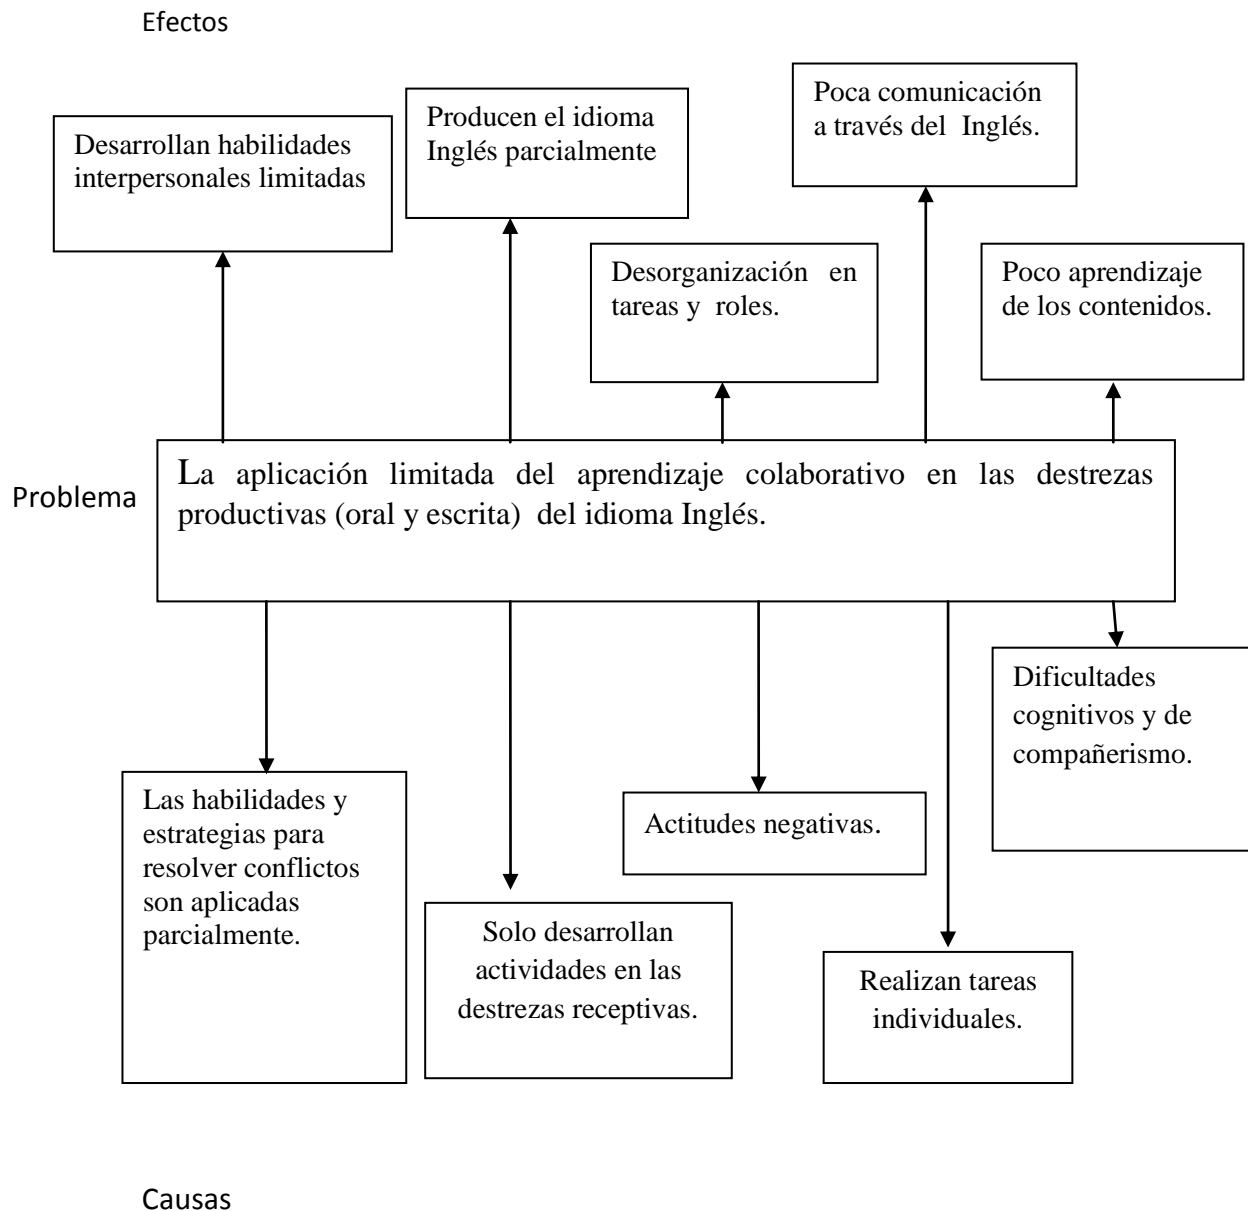 Efectos
Desarrollan habilidades
interpersonales limitadas
Producen el idioma
Inglés parcialmente
Poca comunicación
a través del Inglés.
Desorganización en
tareas y roles.
Poco aprendizaje
de los contenidos.
Problema
La aplicación limitada del aprendizaje colaborativo en las destrezas
productivas (oral y escrita) del idioma Inglés.
Las habilidades y
estrategias para
resolver conflictos
son aplicadas
parcialmente.
Solo desarrollan
actividades en las
destrezas receptivas.
Actitudes negativas.
Realizan tareas
individuales.
Dificultades
cognitivos y de
compañerismo.
Causas